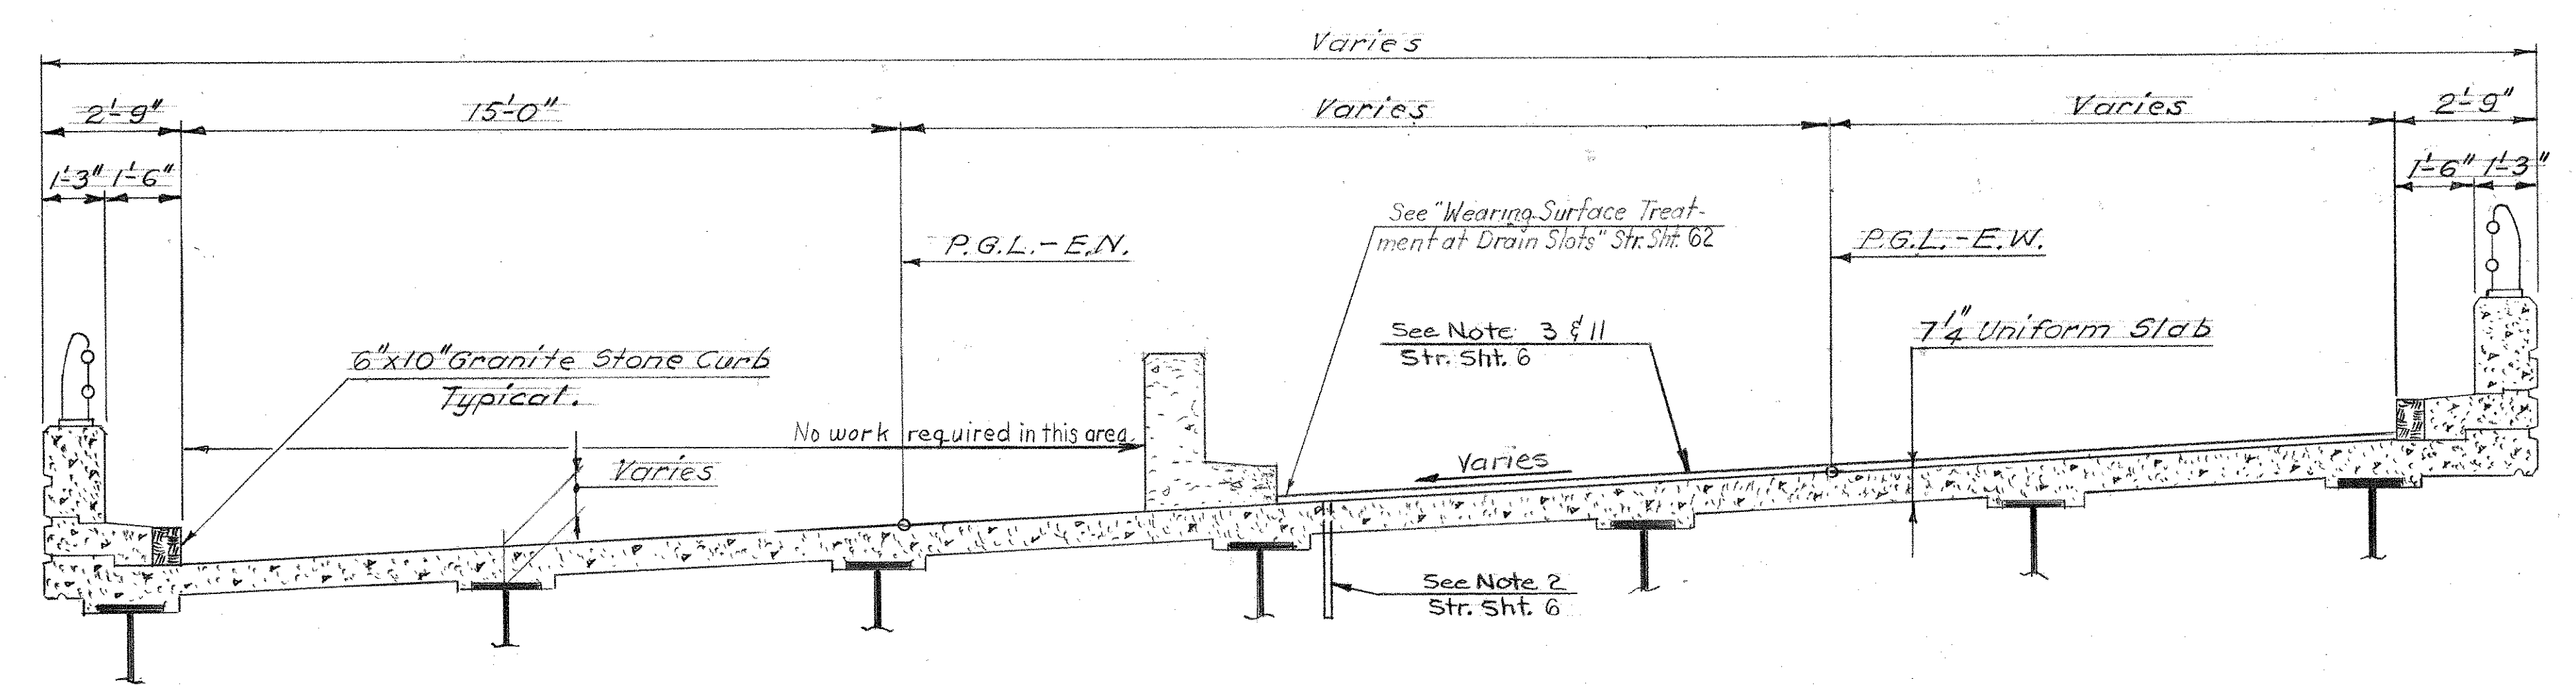 Varies
2'-9"
15'-0"
Varies
Varies
2'-9"
1'-3" 1'-6"
1'-6" 1'-3"
See "Wearing Surface Treat-
ment at Drain Slots" Str. Sht. 62
P.G.L.-E.N.
P.G.L.-E.W.
See Note 3 & 11
Str. Sht. 6
7 1/4" Uniform Slab
6"x10" Granite Stone Curb
Typical.
No work required in this area.
Varies
Varies
See Note 2
Str. Sht. 6